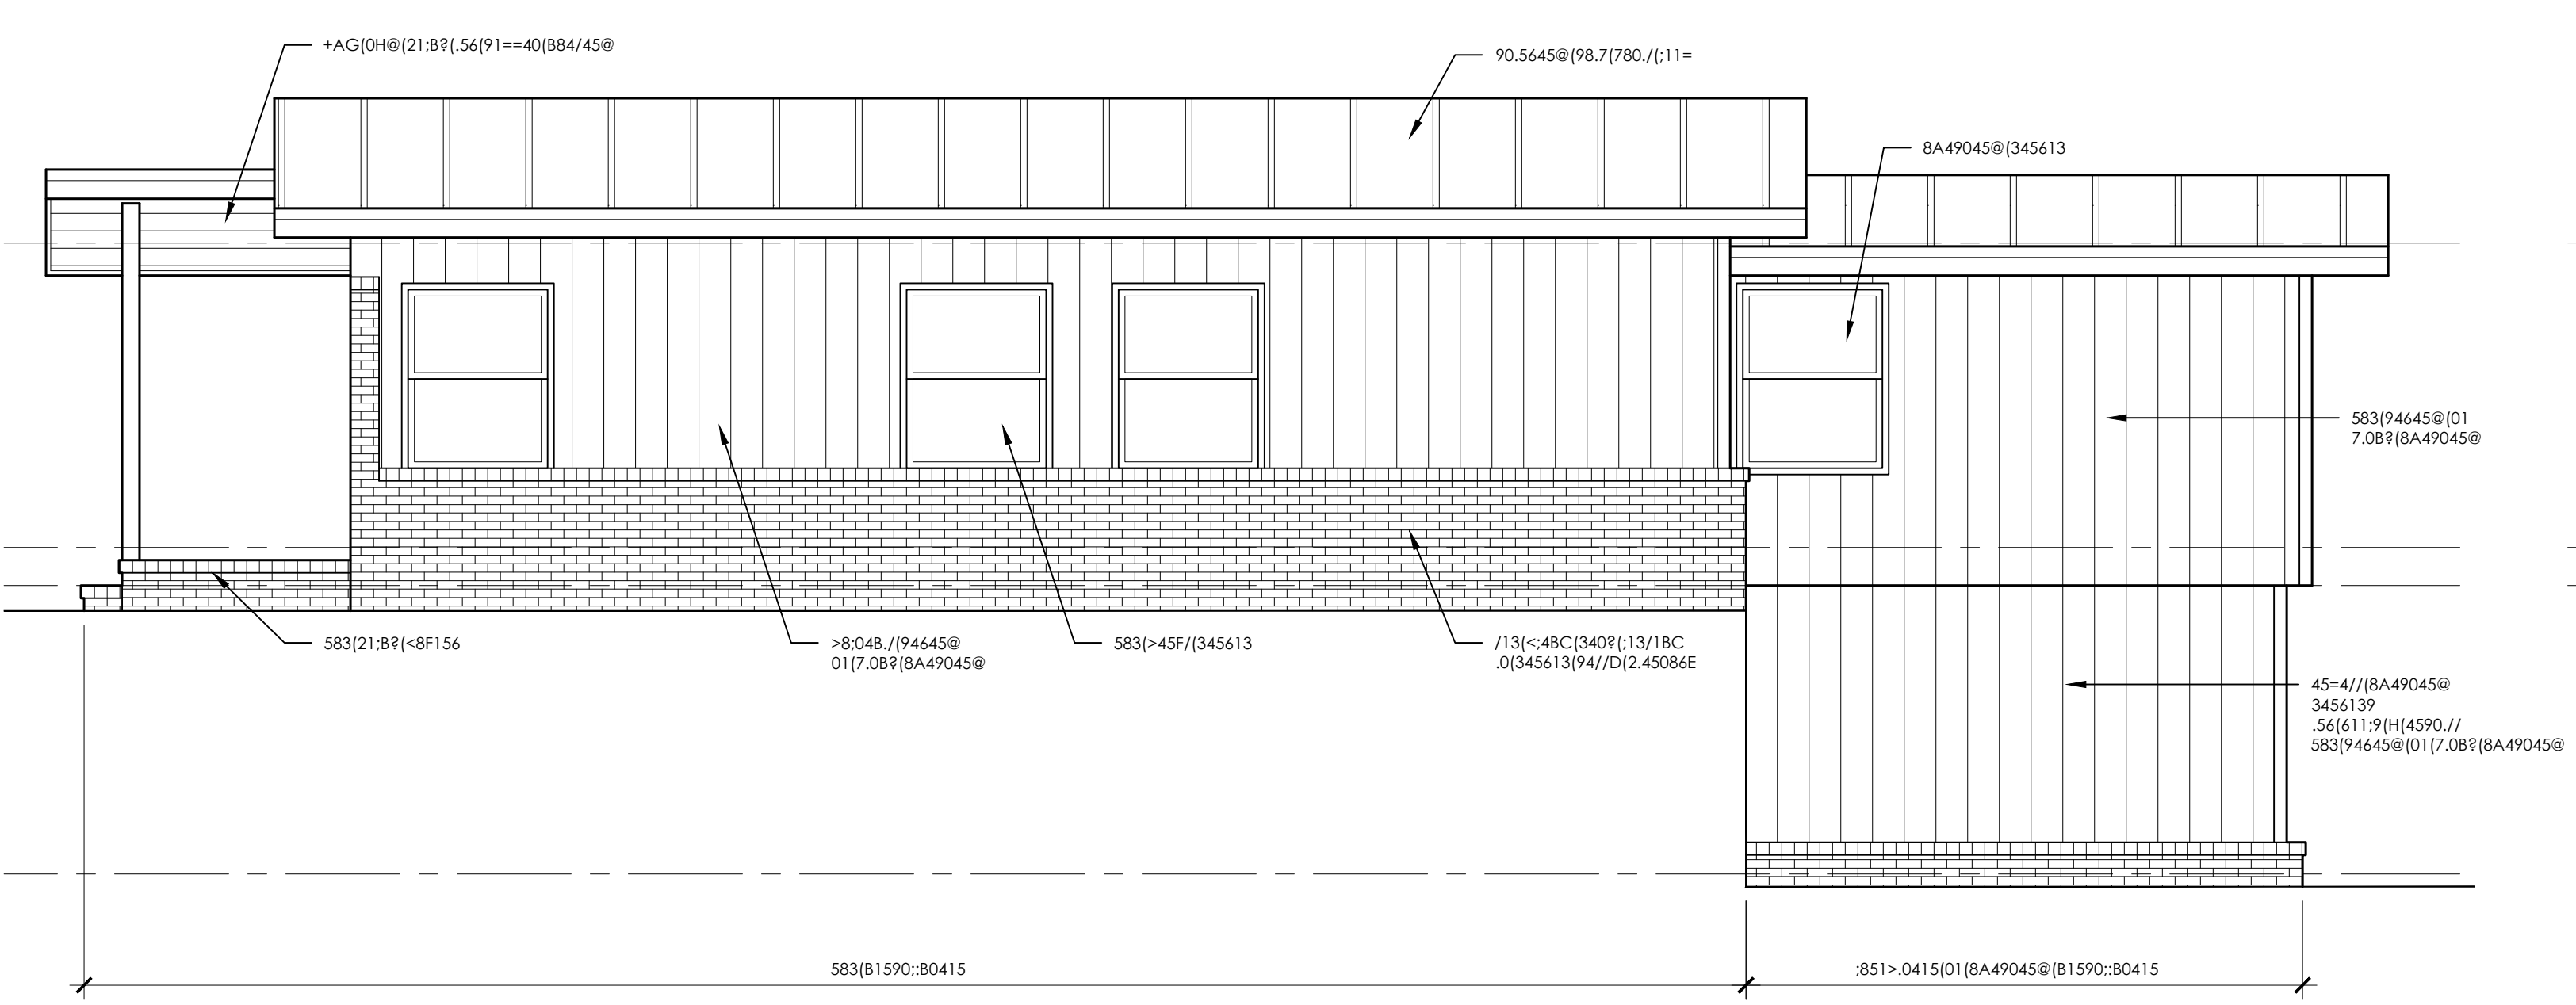 +AG(0H@(21;B?(.56(91==40(B84/45@
90.5645@(98.7(780./(;11=
8A49045@(345613
583(94645@(01
7.0B?(8A49045@
583(21;B?(<8F156
>8;04B./(94645@
01(7.0B?(8A49045@
583(>45F/(345613
/13(<;4BC(340?(;13/1BC
.0(345613(94//D(2.45086E
45=4//(8A49045@
3456139
.56(611;9(H(4590.//
583(94645@(01(7.0B?(8A49045@
583(B1590;:B0415
;851>.0415(01(8A49045@(B1590;:B0415